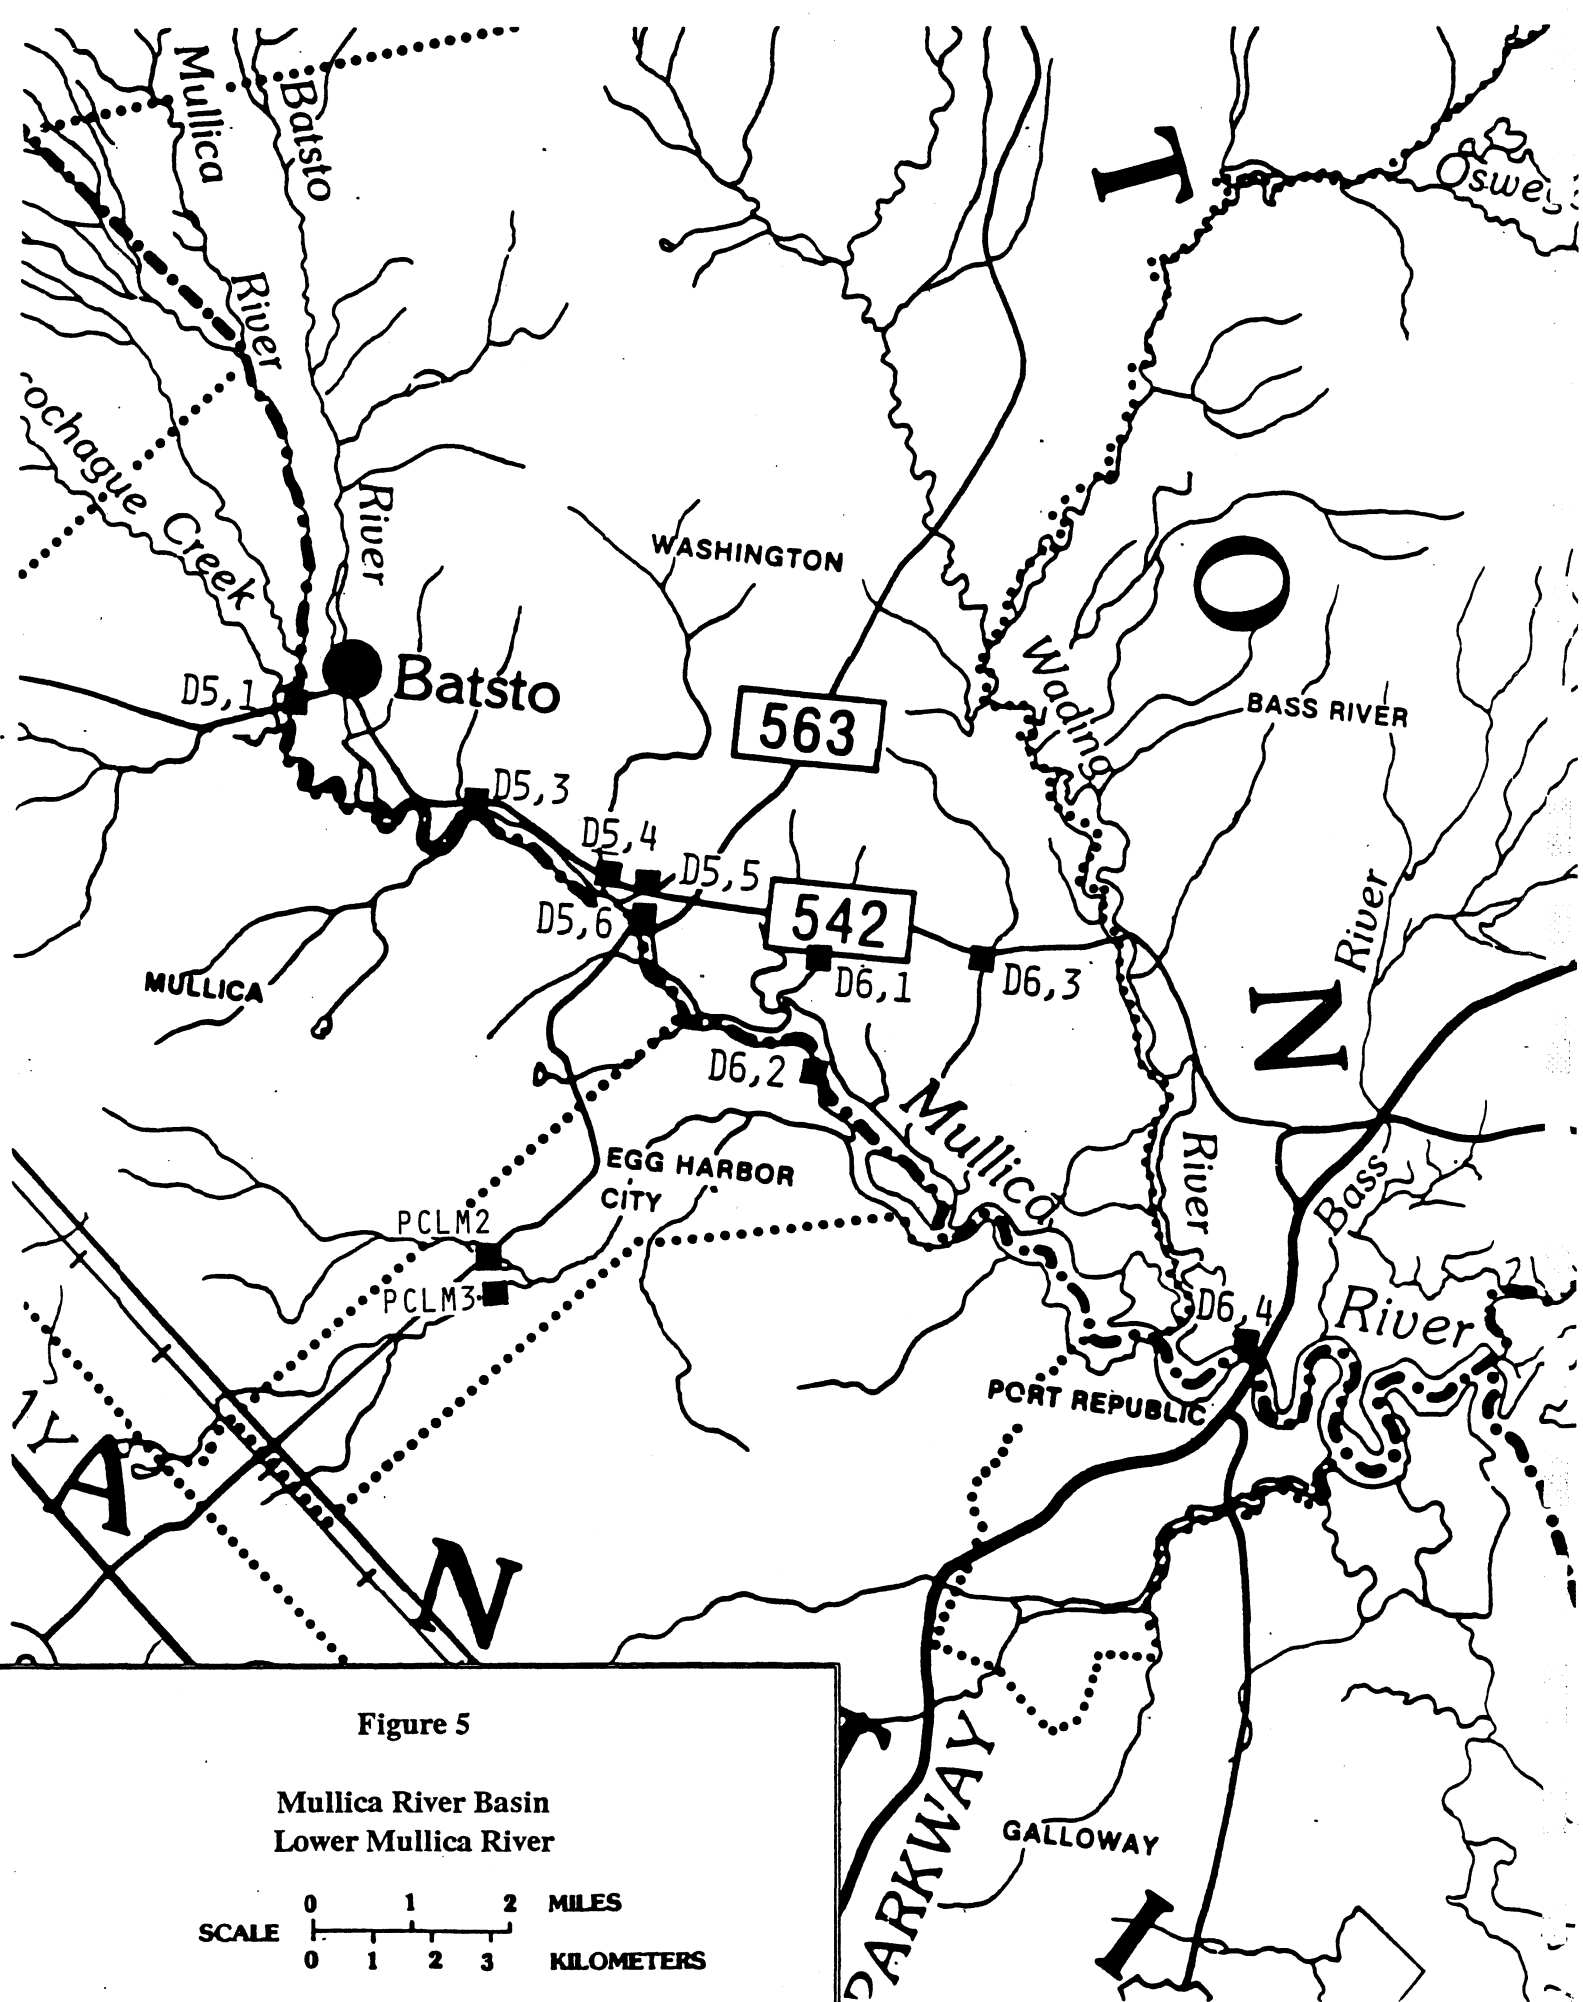 Mullica
Batsto
Oswe
T
River
ochague Creek
River
WASHINGTON
O
D5,1
Batsto
Wading
BASS RIVER
563
D5,3
D5,4
D5,5
D5,6
542
River
D6,1
D6,3
MULLICA
N
D6,2
Mullica
River
EGG HARBOR
CITY
Bass
PCLM2
PCLM3
D6,4
River
PORT REPUBLIC
TY
A
N
PARKWAY
GALLOWAY
I
Figure 5
Mullica River Basin
Lower Mullica River
0 1 2 MILES
SCALE
0 1 2 3 KILOMETERS